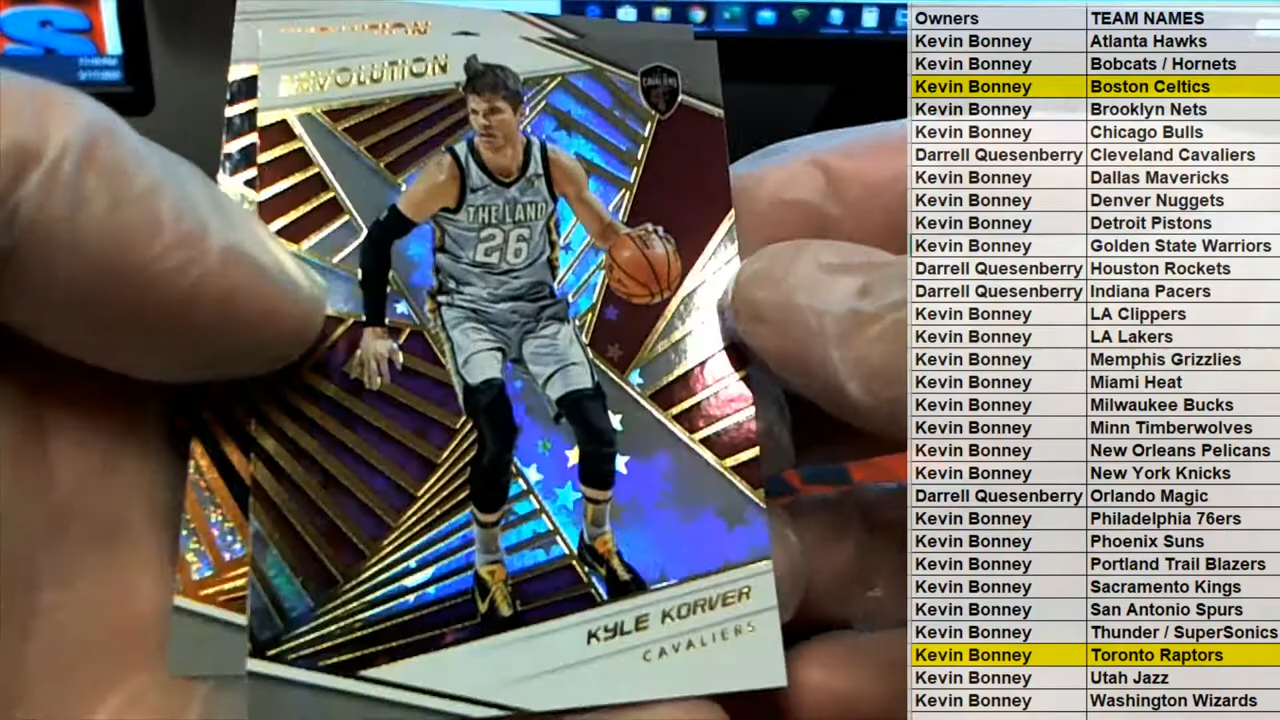 REVOLUTION
CAVALIERS
THE LAND
26
KYLE KORVER
CAVALIERS
Owners TEAM NAMES
Kevin Bonney Atlanta Hawks
Kevin Bonney Bobcats / Hornets
Kevin Bonney Boston Celtics
Kevin Bonney Brooklyn Nets
Kevin Bonney Chicago Bulls
Darrell Quesenberry Cleveland Cavaliers
Kevin Bonney Dallas Mavericks
Kevin Bonney Denver Nuggets
Kevin Bonney Detroit Pistons
Kevin Bonney Golden State Warriors
Darrell Quesenberry Houston Rockets
Darrell Quesenberry Indiana Pacers
Kevin Bonney LA Clippers
Kevin Bonney LA Lakers
Kevin Bonney Memphis Grizzlies
Kevin Bonney Miami Heat
Kevin Bonney Milwaukee Bucks
Kevin Bonney Minn Timberwolves
Kevin Bonney New Orleans Pelicans
Kevin Bonney New York Knicks
Darrell Quesenberry Orlando Magic
Kevin Bonney Philadelphia 76ers
Kevin Bonney Phoenix Suns
Kevin Bonney Portland Trail Blazers
Kevin Bonney Sacramento Kings
Kevin Bonney San Antonio Spurs
Kevin Bonney Thunder / SuperSonics
Kevin Bonney Toronto Raptors
Kevin Bonney Utah Jazz
Kevin Bonney Washington Wizards